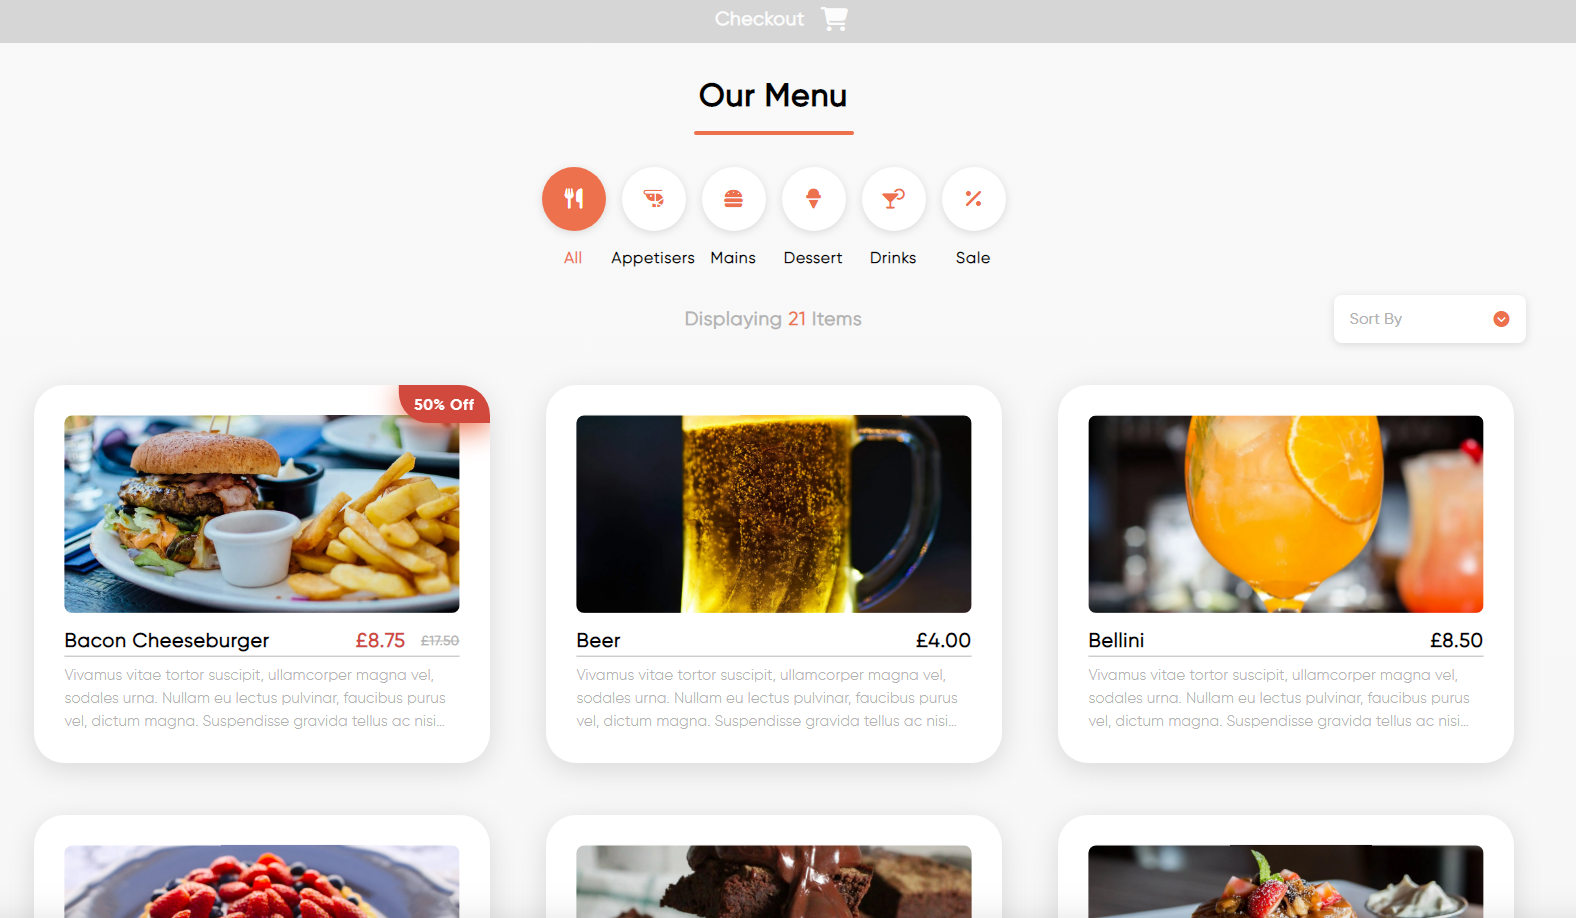 Checkout
Our Menu
All Appetisers Mains Dessert Drinks Sale
Displaying 21 Items
Sort By
50% Off
Bacon Cheeseburger £8.75 £17.50
Vivamus vitae tortor suscipit, ullamcorper magna vel,
sodales urna. Nullam eu lectus pulvinar, faucibus purus
vel, dictum magna. Suspendisse gravida tellus ac nisi...
Beer £4.00
Vivamus vitae tortor suscipit, ullamcorper magna vel,
sodales urna. Nullam eu lectus pulvinar, faucibus purus
vel, dictum magna. Suspendisse gravida tellus ac nisi...
Bellini £8.50
Vivamus vitae tortor suscipit, ullamcorper magna vel,
sodales urna. Nullam eu lectus pulvinar, faucibus purus
vel, dictum magna. Suspendisse gravida tellus ac nisi...